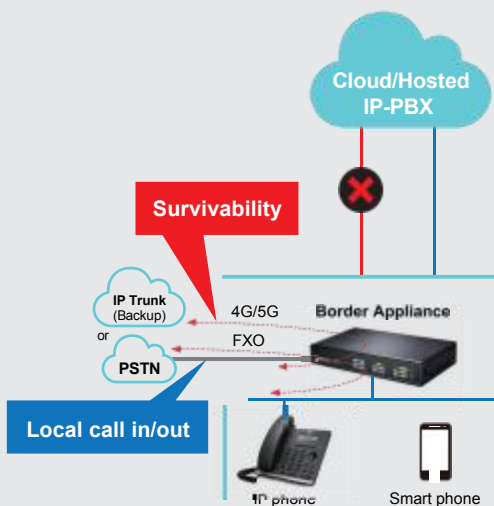 Cloud/Hosted
IP-PBX
Survivability
IP Trunk
(Backup)
4G/5G
Border Appliance
or
FXO
PSTN
Local call in/out
IP phone
Smart phone